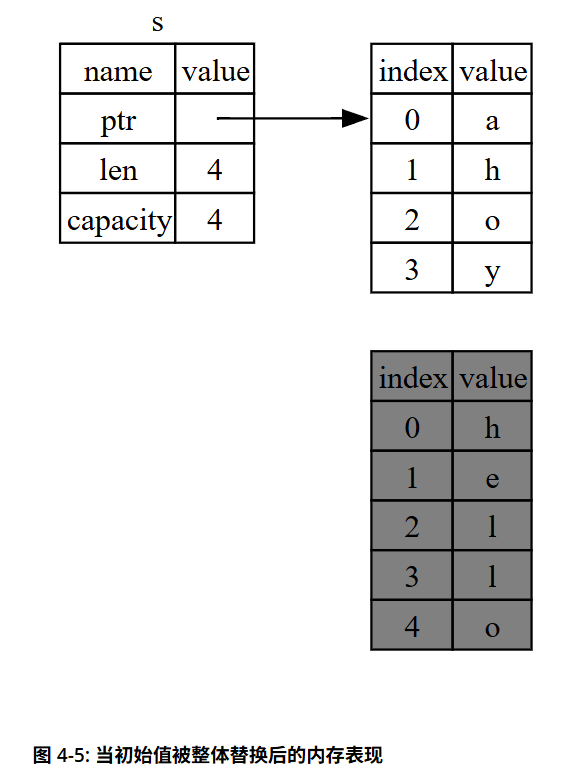 s
name value
ptr
len 4
capacity 4
index value
0 a
1 h
2 o
3 y
index value
0 h
1 e
2 l
3 l
4 o
图 4-5: 当初始值被整体替换后的内存表现